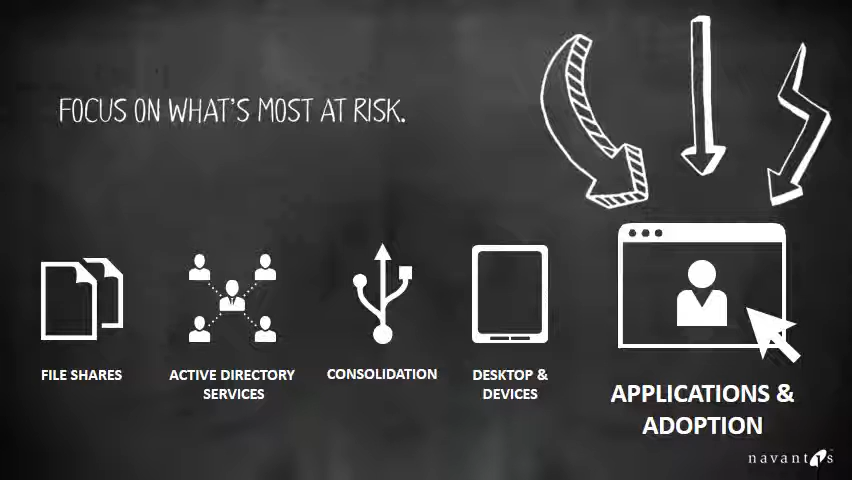 FOCUS ON WHAT'S MOST AT RISK.
FILE SHARES
ACTIVE DIRECTORY
SERVICES
CONSOLIDATION
DESKTOP &
DEVICES
APPLICATIONS &
ADOPTION
navantis